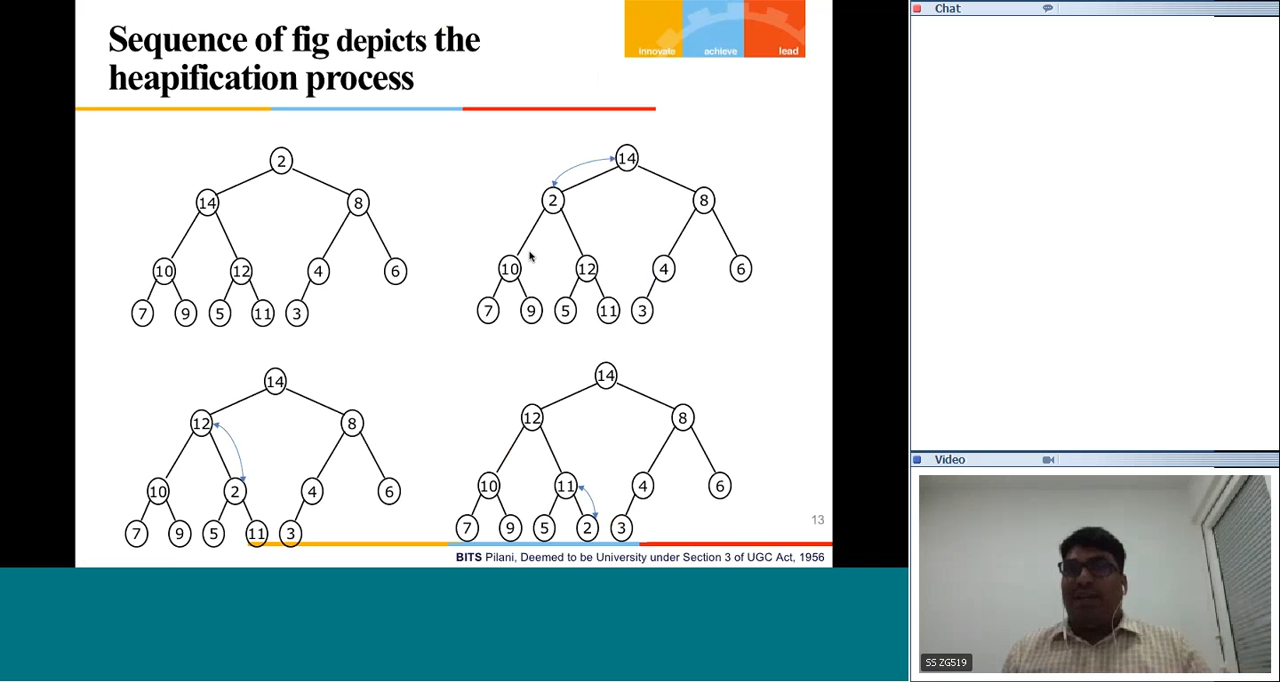 Sequence of fig depicts the
heapification process
innovate achieve lead
2
14 8
10 12 4 6
7 9 5 11 3
14
2 8
10 12 4 6
7 9 5 11 3
14
12 8
10 2 4 6
7 9 5 11 3
14
12 8
10 11 4 6
7 9 5 2 3
13
BITS Pilani, Deemed to be University under Section 3 of UGC Act, 1956
Chat
Video
SS ZG519